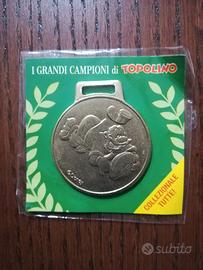 I GRANDI CAMPIONI di TOPOLINO
COLLEZIONALE
TUTTE!
subito